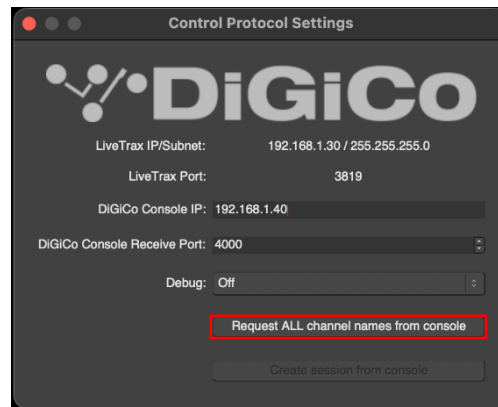 Control Protocol Settings
DiGiCo
LiveTrax IP/Subnet: 192.168.1.30 / 255.255.255.0
LiveTrax Port: 3819
DiGiCo Console IP: 192.168.1.40
DiGiCo Console Receive Port: 4000
Debug: Off
Request ALL channel names from console
Create session from console